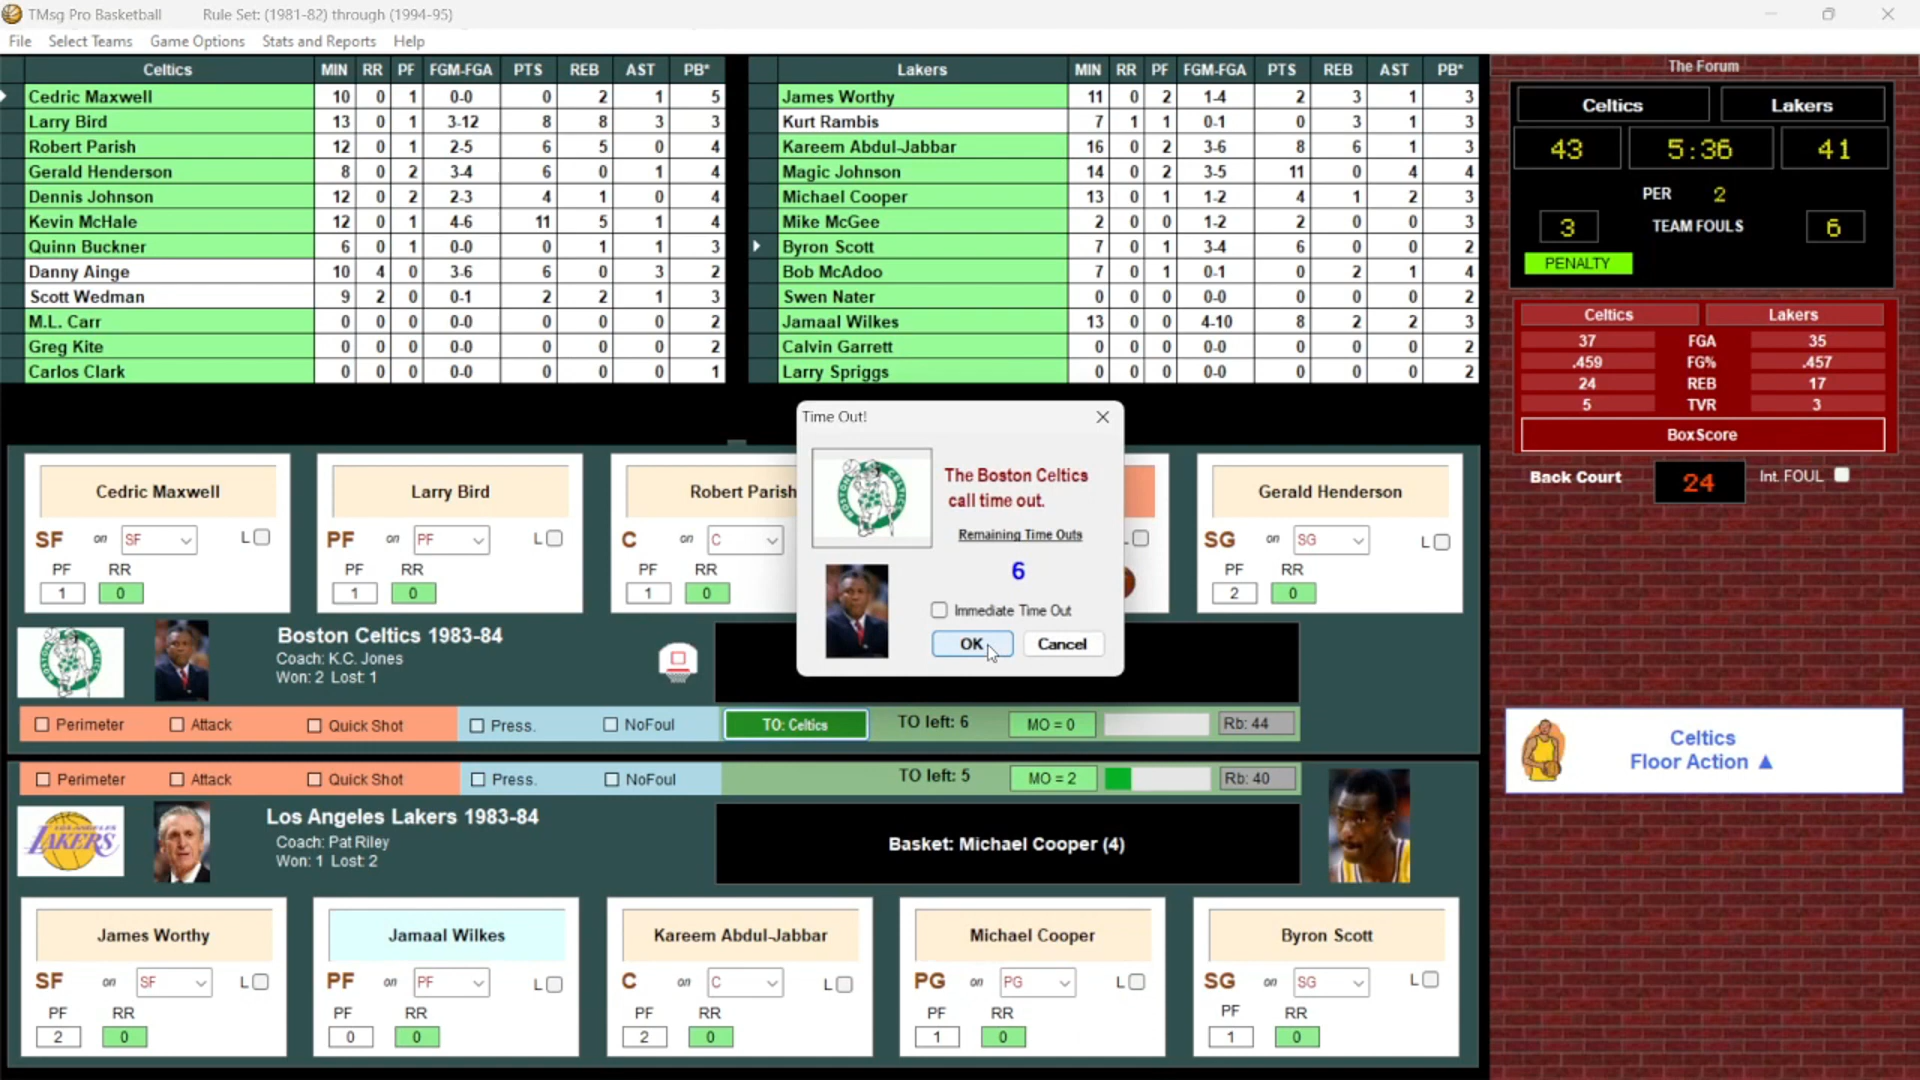 TMsg Pro Basketball Rule Set: (1981-82) through (1994-95)
File Select Teams Game Options Stats and Reports Help
Celtics MIN RR PF FGM-FGA PTS REB AST PB*
Cedric Maxwell 10 0 1 0-0 0 2 1 5
Larry Bird 13 0 1 3-12 8 8 3 3
Robert Parish 12 0 1 2-5 6 5 0 4
Gerald Henderson 8 0 2 3-4 6 0 1 4
Dennis Johnson 12 0 2 2-3 4 1 0 4
Kevin McHale 12 0 1 4-6 11 5 1 4
Quinn Buckner 6 0 1 0-0 0 1 1 3
Danny Ainge 10 4 0 3-6 6 0 3 2
Scott Wedman 9 2 0 0-1 2 2 1 3
M.L. Carr 0 0 0 0-0 0 0 0 2
Greg Kite 0 0 0 0-0 0 0 0 2
Carlos Clark 0 0 0 0-0 0 0 0 1
Lakers MIN RR PF FGM-FGA PTS REB AST PB*
James Worthy 11 0 2 1-4 2 3 1 3
Kurt Rambis 7 1 1 0-1 0 3 1 3
Kareem Abdul-Jabbar 16 0 2 3-6 8 6 1 3
Magic Johnson 14 0 2 3-5 11 0 4 4
Michael Cooper 13 0 1 1-2 4 1 2 3
Mike McGee 2 0 0 1-2 2 0 0 3
Byron Scott 7 0 1 3-4 6 0 0 2
Bob McAdoo 7 0 1 0-1 0 2 1 4
Swen Nater 0 0 0 0-0 0 0 0 2
Jamaal Wilkes 13 0 0 4-10 8 2 2 3
Calvin Garrett 0 0 0 0-0 0 0 0 2
Larry Spriggs 0 0 0 0-0 0 0 0 2
The Forum
Celtics Lakers
43 5:36 41
PER 2
3 TEAM FOULS 6
PENALTY
Celtics Lakers
37 FGA 35
.459 FG% .457
24 REB 17
5 TVR 3
BoxScore
Back Court 24 Int. FOUL
Celtics
Floor Action ▲
Time Out!
The Boston Celtics
call time out.
Remaining Time Outs
6
Immediate Time Out
OK Cancel
Cedric Maxwell
SF on SF L
PF RR
1 0
Larry Bird
PF on PF L
PF RR
1 0
Robert Parish
C on C
PF RR
1 0
Gerald Henderson
SG on SG L
PF RR
2 0
Boston Celtics 1983-84
Coach: K.C. Jones
Won: 2 Lost: 1
Perimeter Attack Quick Shot Press. NoFoul TO: Celtics TO left: 6 MO = 0 Rb: 44
Perimeter Attack Quick Shot Press. NoFoul TO left: 5 MO = 2 Rb: 40
LOS ANGELES
LAKERS
Los Angeles Lakers 1983-84
Coach: Pat Riley
Won: 1 Lost: 2
Basket: Michael Cooper (4)
James Worthy
SF on SF L
PF RR
2 0
Jamaal Wilkes
PF on PF L
PF RR
0 0
Kareem Abdul-Jabbar
C on C L
PF RR
2 0
Michael Cooper
PG on PG L
PF RR
1 0
Byron Scott
SG on SG L
PF RR
1 0